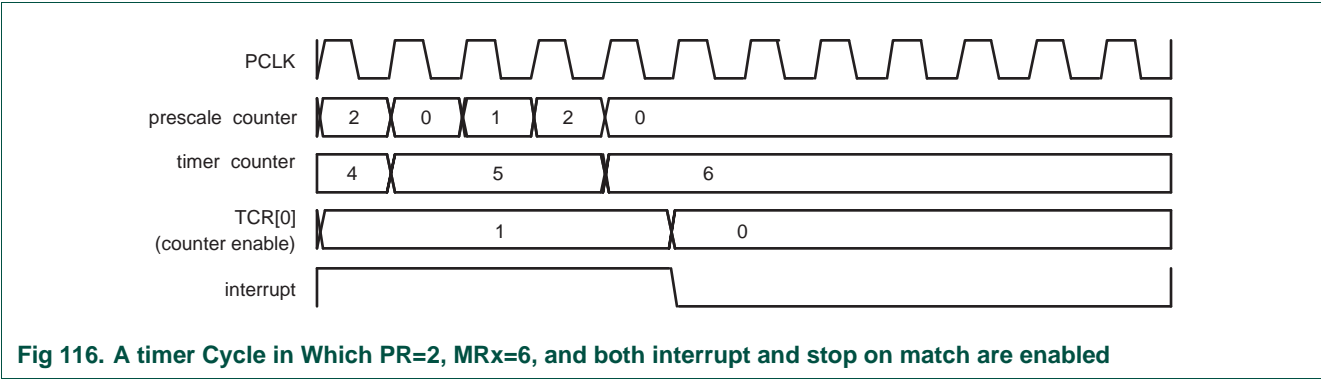 PCLK
prescale counter
2 0 1 2 0
timer counter
4 5 6
TCR[0]
(counter enable)
1 0
interrupt
Fig 116. A timer Cycle in Which PR=2, MRx=6, and both interrupt and stop on match are enabled